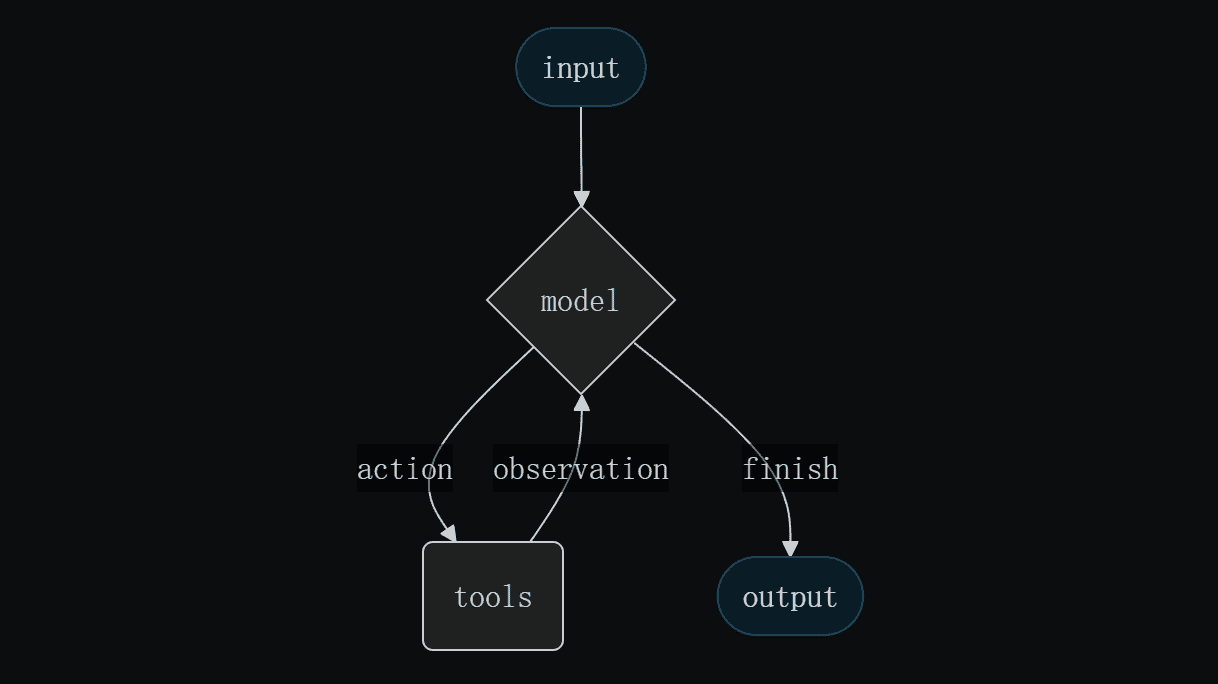 input
model
action
observation
finish
tools
output